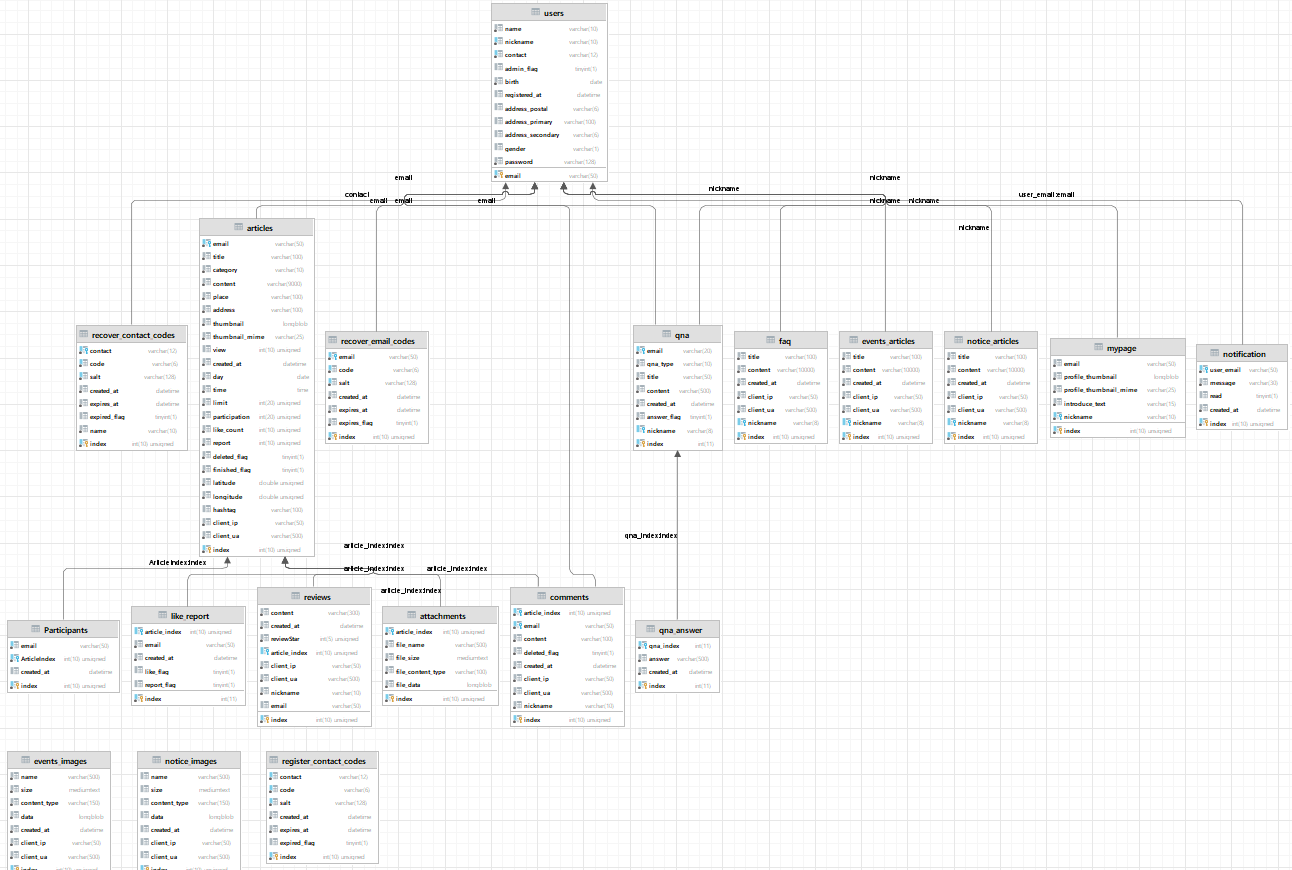 users
name varchar(10)
nickname varchar(10)
contact varchar(12)
admin_flag tinyint(1)
birth date
registered_at datetime
address_postal varchar(6)
address_primary varchar(100)
address_secondary varchar(6)
gender varchar(1)
password varchar(128)
email varchar(50)
email
nickname
nickname
contact
email
email
email
nickname
nickname
user_email:email
nickname
articles
email varchar(50)
title varchar(100)
category varchar(10)
content varchar(9000)
place varchar(100)
address varchar(100)
thumbnail longblob
thumbnail_mime varchar(25)
view int(10) unsigned
created_at datetime
day date
time time
limit int(20) unsigned
participation int(20) unsigned
like_count int(10) unsigned
report int(10) unsigned
deleted_flag tinyint(1)
finished_flag tinyint(1)
latitude double unsigned
longitude double unsigned
hashtag varchar(100)
client_ip varchar(50)
client_ua varchar(500)
index int(10) unsigned
recover_contact_codes
contact varchar(12)
code varchar(6)
salt varchar(128)
created_at datetime
expires_at datetime
expired_flag tinyint(1)
name varchar(10)
index int(10) unsigned
recover_email_codes
email varchar(50)
code varchar(6)
salt varchar(128)
created_at datetime
expires_at datetime
expires_flag tinyint(1)
index int(10) unsigned
qna
email varchar(20)
qna_type varchar(10)
title varchar(50)
content varchar(500)
created_at datetime
answer_flag tinyint(1)
nickname varchar(8)
index int(11)
faq
title varchar(100)
content varchar(10000)
created_at datetime
client_ip varchar(50)
client_ua varchar(500)
nickname varchar(8)
index int(10) unsigned
events_articles
title varchar(100)
content varchar(10000)
created_at datetime
client_ip varchar(50)
client_ua varchar(500)
nickname varchar(8)
index int(10) unsigned
notice_articles
title varchar(100)
content varchar(10000)
created_at datetime
client_ip varchar(50)
client_ua varchar(500)
nickname varchar(8)
index int(10) unsigned
mypage
email varchar(50)
profile_thumbnail longblob
profile_thumbnail_mime varchar(25)
introduce_text varchar(15)
nickname varchar(10)
index int(10) unsigned
notification
user_email varchar(50)
message varchar(30)
read tinyint(1)
created_at datetime
index int(10) unsigned
qna_index:index
article_index:index
ArticleIndex:index
article_index:index
article_index:index
article_index:index
Participants
email varchar(50)
ArticleIndex int(10) unsigned
created_at datetime
index int(10) unsigned
like_report
article_index int(10) unsigned
email varchar(50)
created_at datetime
like_flag tinyint(1)
report_flag tinyint(1)
index int(11)
reviews
content varchar(300)
created_at datetime
reviewStar int(5) unsigned
article_index int(10) unsigned
client_ip varchar(50)
client_ua varchar(500)
nickname varchar(10)
email varchar(50)
index int(10) unsigned
attachments
article_index int(10) unsigned
file_name varchar(500)
file_size mediumtext
file_content_type varchar(100)
file_data longblob
index int(10) unsigned
comments
article_index int(10) unsigned
email varchar(50)
content varchar(100)
deleted_flag tinyint(1)
created_at datetime
client_ip varchar(50)
client_ua varchar(500)
nickname varchar(10)
index int(10) unsigned
qna_answer
qna_index int(11)
answer varchar(500)
created_at datetime
index int(11)
events_images
name varchar(500)
size mediumtext
content_type varchar(150)
data longblob
created_at datetime
client_ip varchar(50)
client_ua varchar(500)
index int(10) unsigned
notice_images
name varchar(500)
size mediumtext
content_type varchar(150)
data longblob
created_at datetime
client_ip varchar(50)
client_ua varchar(500)
index int(10) unsigned
register_contact_codes
contact varchar(12)
code varchar(6)
salt varchar(128)
created_at datetime
expires_at datetime
expired_flag tinyint(1)
index int(10) unsigned